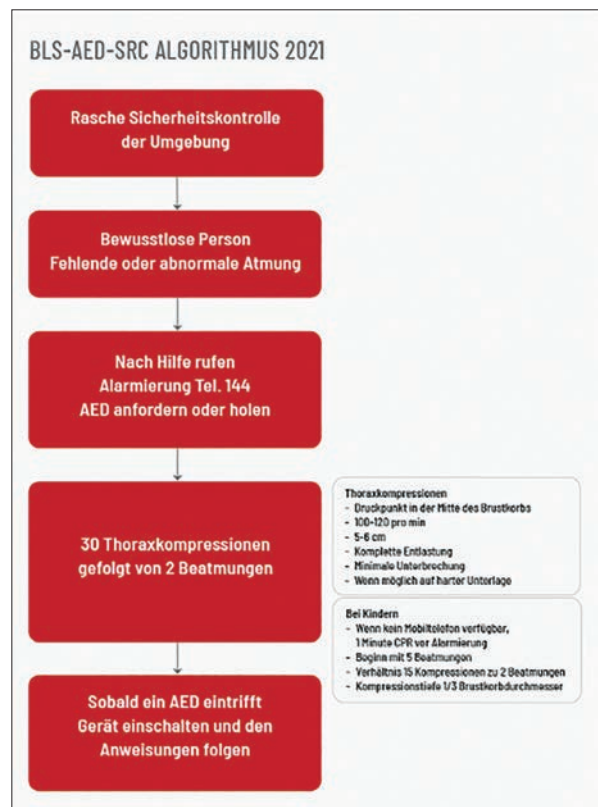 BLS-AED-SRC ALGORITHMUS 2021
Rasche Sicherheitskontrolle
der Umgebung
Bewusstlose Person
Fehlende oder abnormale Atmung
Nach Hilfe rufen
Alarmierung Tel. 144
AED anfordern oder holen
30 Thoraxkompressionen
gefolgt von 2 Beatmungen
Thoraxkompressionen
- Druckpunkt in der Mitte des Brustkorbs
- 100-120 pro min
- 5-6 cm
- Komplette Entlastung
- Minimale Unterbrechung
- Wenn möglich auf harter Unterlage
Bei Kindern
- Wenn kein Mobiltelefon verfügbar,
1 Minute CPR vor Alarmierung
- Beginn mit 5 Beatmungen
- Verhältnis 15 Kompressionen zu 2 Beatmungen
- Kompressionstiefe 1/3 Brustkorbdurchmesser
Sobald ein AED eintrifft
Gerät einschalten und den
Anweisungen folgen